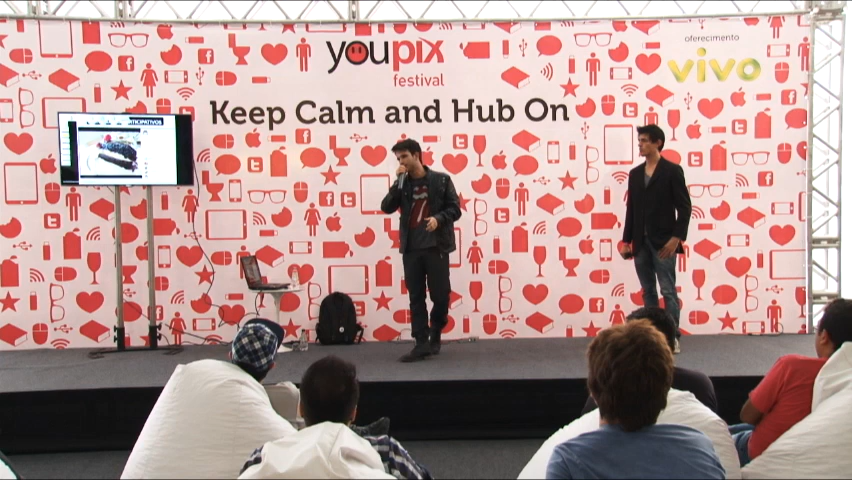 youpix
festival
Keep Calm and Hub On
oferecimento
vivo